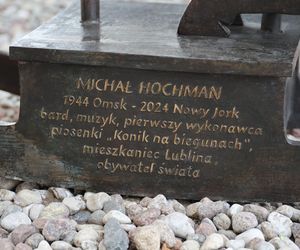 MICHAŁ HOCHMAN
1944 Omsk - 2024 Nowy Jork
bard, muzyk, pierwszy wykonawca
piosenki „Konik na biegunach”,
mieszkaniec Lublina,
obywatel świata